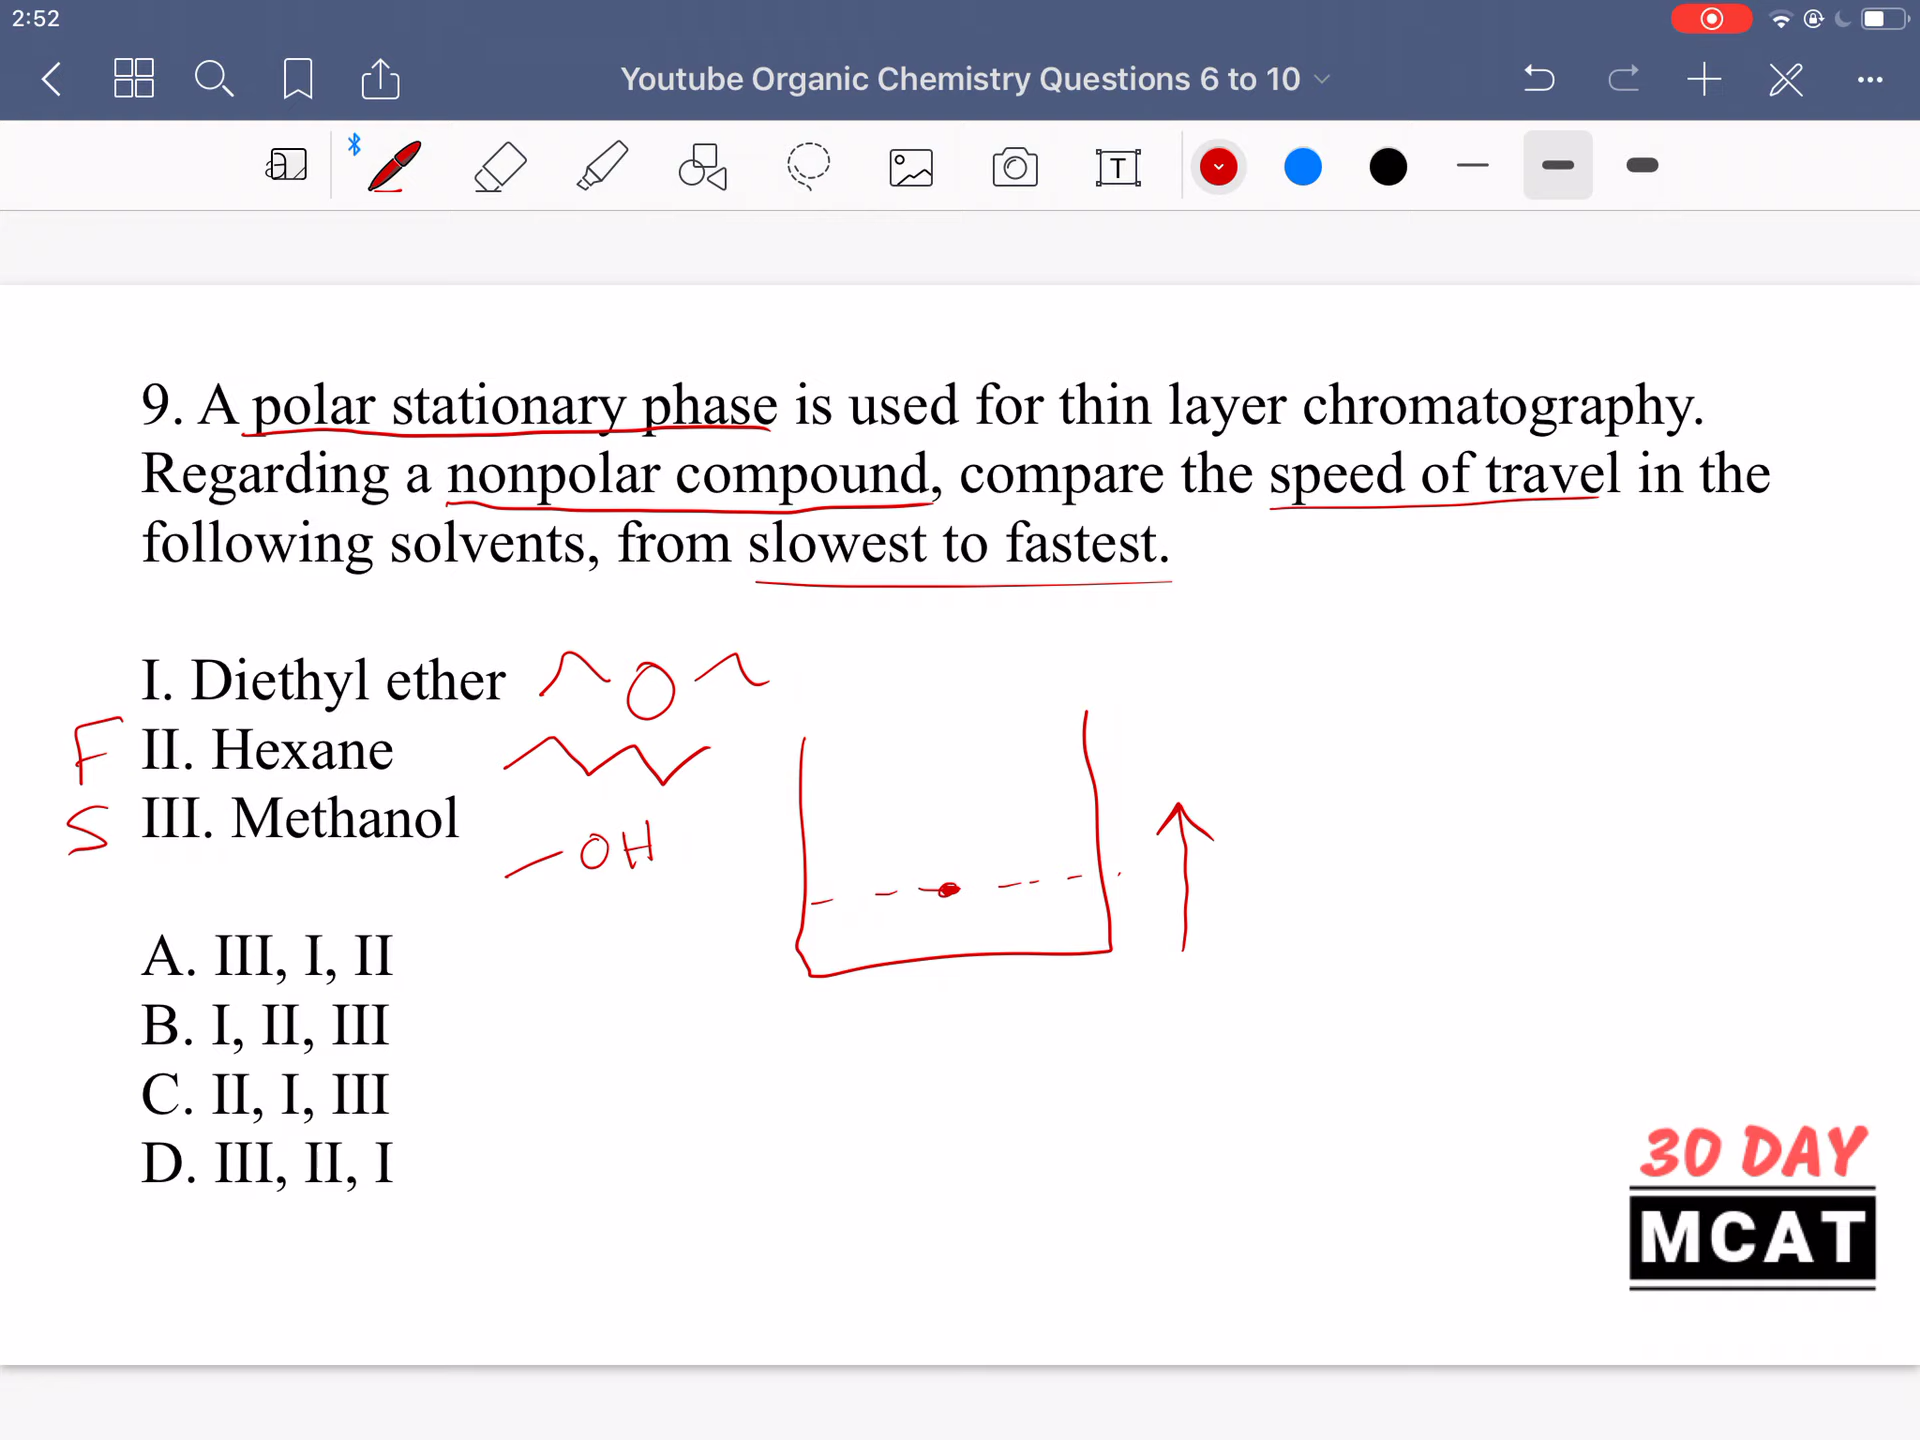 2:52
Youtube Organic Chemistry Questions 6 to 10
a
T
9. A polar stationary phase is used for thin layer chromatography.
Regarding a nonpolar compound, compare the speed of travel in the
following solvents, from slowest to fastest.
I. Diethyl ether O
F II. Hexane
S III. Methanol
OH
A. III, I, II
B. I, II, III
C. II, I, III
D. III, II, I
30 DAY
MCAT